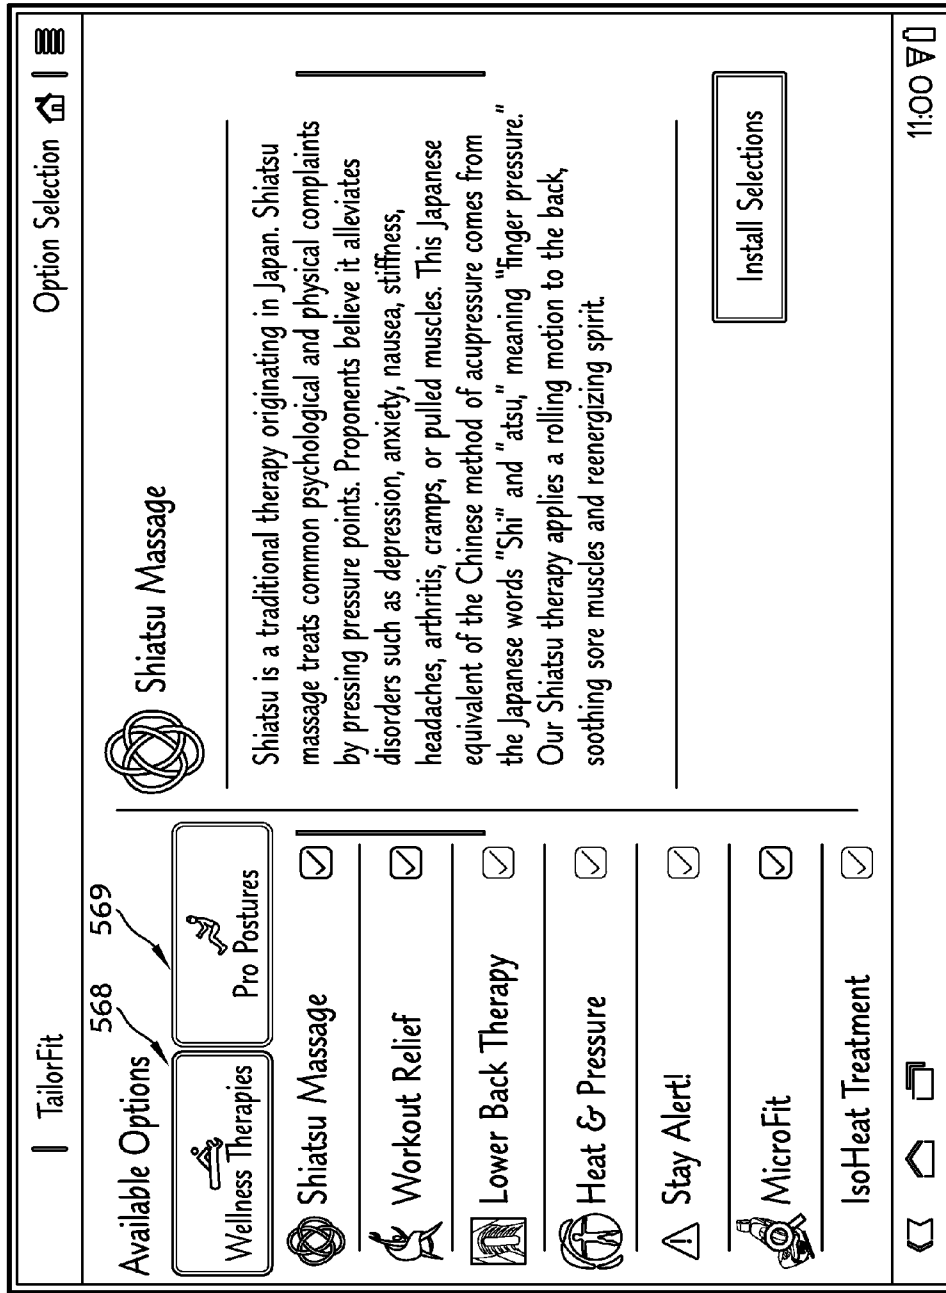 TailorFit
Option Selection
568
569
Available Options
Wellness Therapies
Pro Postures
Shiatsu Massage
Workout Relief
Lower Back Therapy
Heat & Pressure
Stay Alert!
MicroFit
IsoHeat Treatment
Shiatsu Massage
Shiatsu is a traditional therapy originating in Japan. Shiatsu
massage treats common psychological and physical complaints
by pressing pressure points. Proponents believe it alleviates
disorders such as depression, anxiety, nausea, stiffness,
headaches, arthritis, cramps, or pulled muscles. This Japanese
equivalent of the Chinese method of acupressure comes from
the Japanese words "Shi" and "atsu," meaning "finger pressure."
Our Shiatsu therapy applies a rolling motion to the back,
soothing sore muscles and reenergizing spirit.
Install Selections
11:00